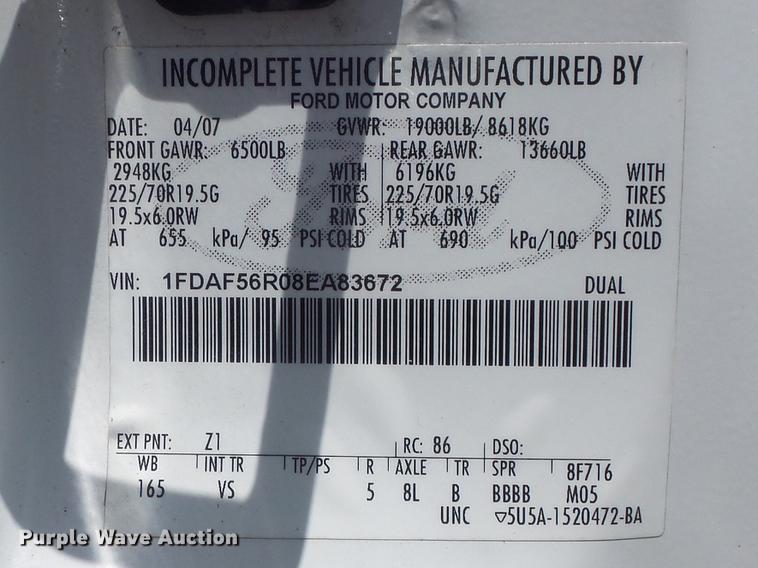 INCOMPLETE VEHICLE MANUFACTURED BY
FORD MOTOR COMPANY
DATE: 04/07 GVWR: 19000LB/ 8618KG
FRONT GAWR: 6500LB REAR GAWR: 13660LB
2948KG WITH 6196KG WITH
225/70R19.5G TIRES 225/70R19.5G TIRES
19.5x6.0RW RIMS 19.5x6.0RW RIMS
AT 655 kPa/ 95 PSI COLD AT 690 kPa/100 PSI COLD
VIN: 1FDAF56R08EA83672 DUAL
EXT PNT: Z1 RC: 86 DSO:
WB INT TR TP/PS R AXLE TR SPR 8F716
165 VS 5 8L B BBBB M05
UNC ▽5U5A-1520472-BA
Purple Wave Auction